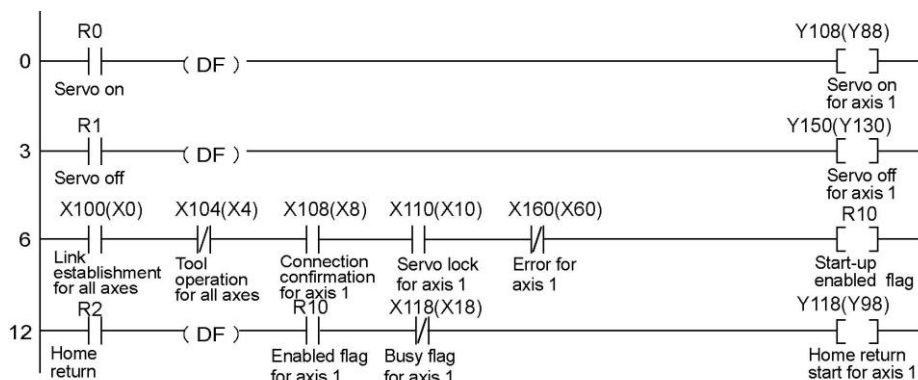 R0 Y108(Y88)
0 ( DF )
Servo on Servo on
for axis 1
R1 Y150(Y130)
3 ( DF )
Servo off Servo off
for axis 1
X100(X0) X104(X4) X108(X8) X110(X10) X160(X60) R10
6
Link establishment for all axes
Tool operation for all axes
Connection confirmation for axis 1
Servo lock for axis 1
Error for axis 1
Start-up enabled flag
R2 R10 X118(X18) Y118(Y98)
12 ( DF )
Home return
Enabled flag for axis 1
Busy flag for axis 1
Home return start for axis 1